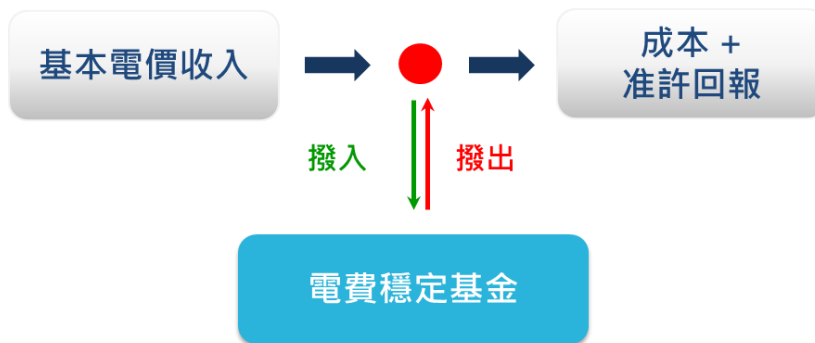 基本電價收入
成本 +
准許回報
撥入
撥出
電費穩定基金